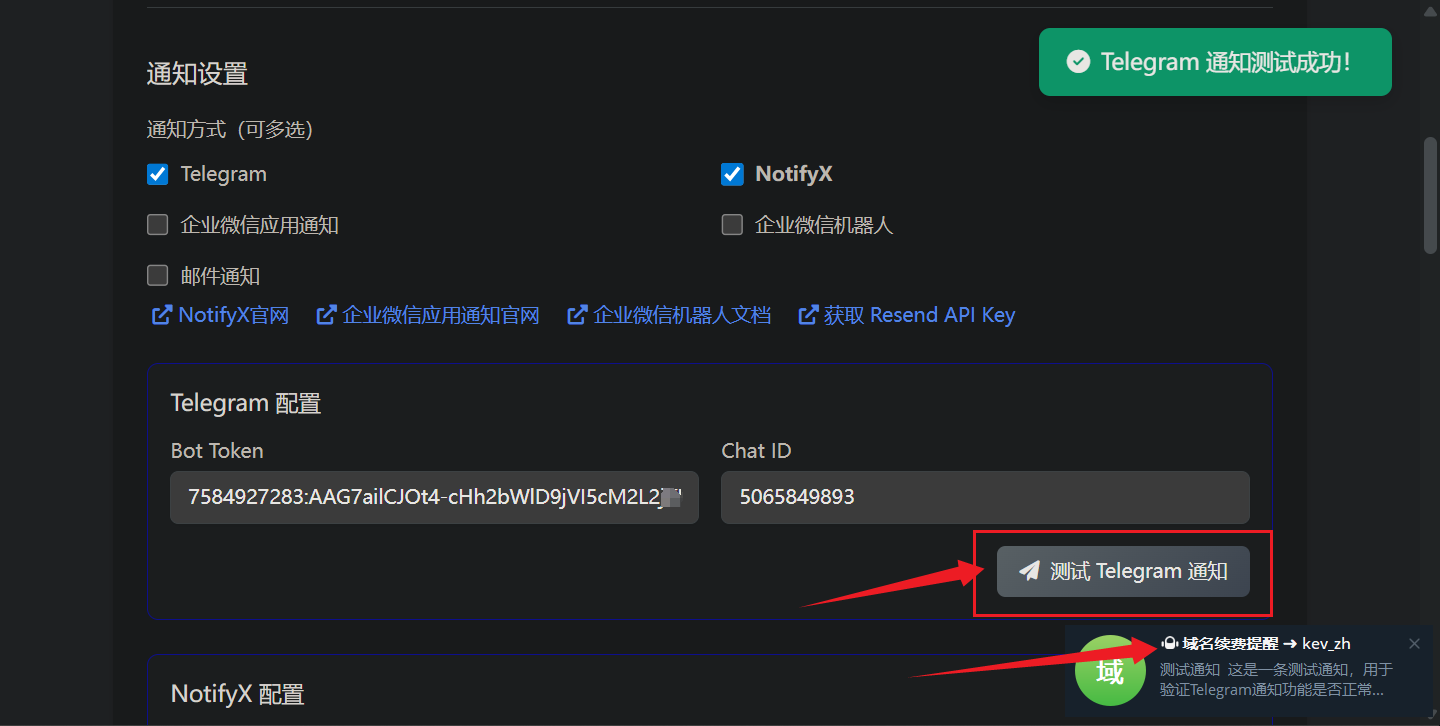 Telegram 通知测试成功！
通知设置
通知方式（可多选）
Telegram
NotifyX
企业微信应用通知
企业微信机器人
邮件通知
NotifyX官网 企业微信应用通知官网 企业微信机器人文档 获取 Resend API Key
Telegram 配置
Bot Token
Chat ID
5065849893
测试 Telegram 通知
域名续费提醒 → kev_zh
域
测试通知 这是一条测试通知，用于
验证Telegram通知功能是否正常...
NotifyX 配置